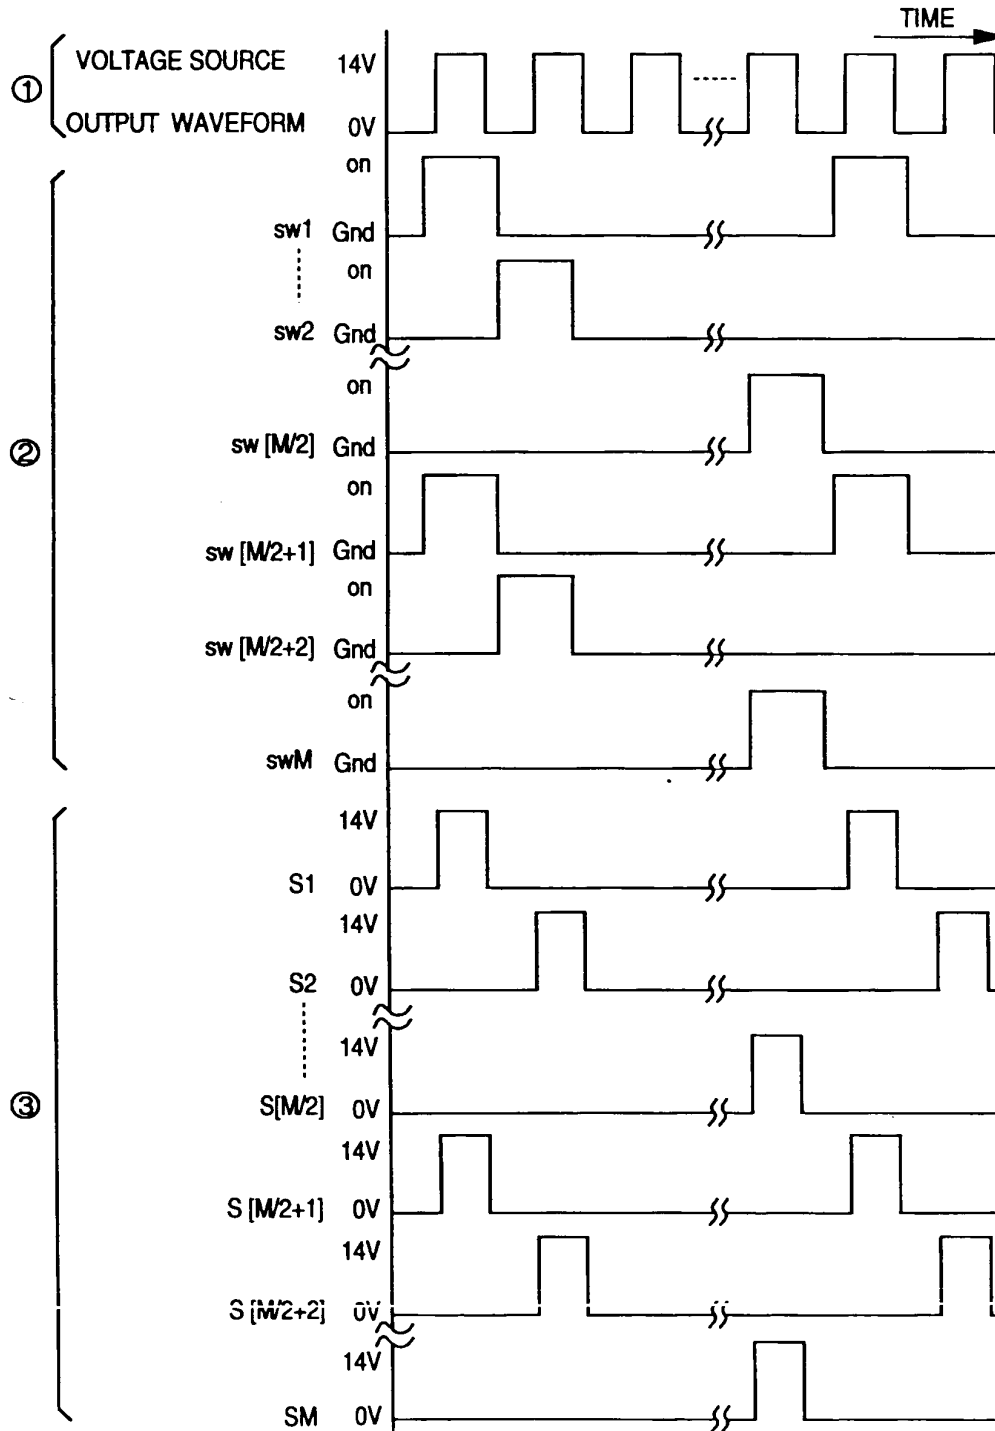 TIME
① VOLTAGE SOURCE 14V
OUTPUT WAVEFORM 0V
② on
sw1 Gnd
on
sw2 Gnd
on
sw [M/2] Gnd
on
sw [M/2+1] Gnd
on
sw [M/2+2] Gnd
on
swM Gnd
③ 14V
S1 0V
14V
S2 0V
14V
S[M/2] 0V
14V
S [M/2+1] 0V
14V
S [M/2+2] 0V
14V
SM 0V